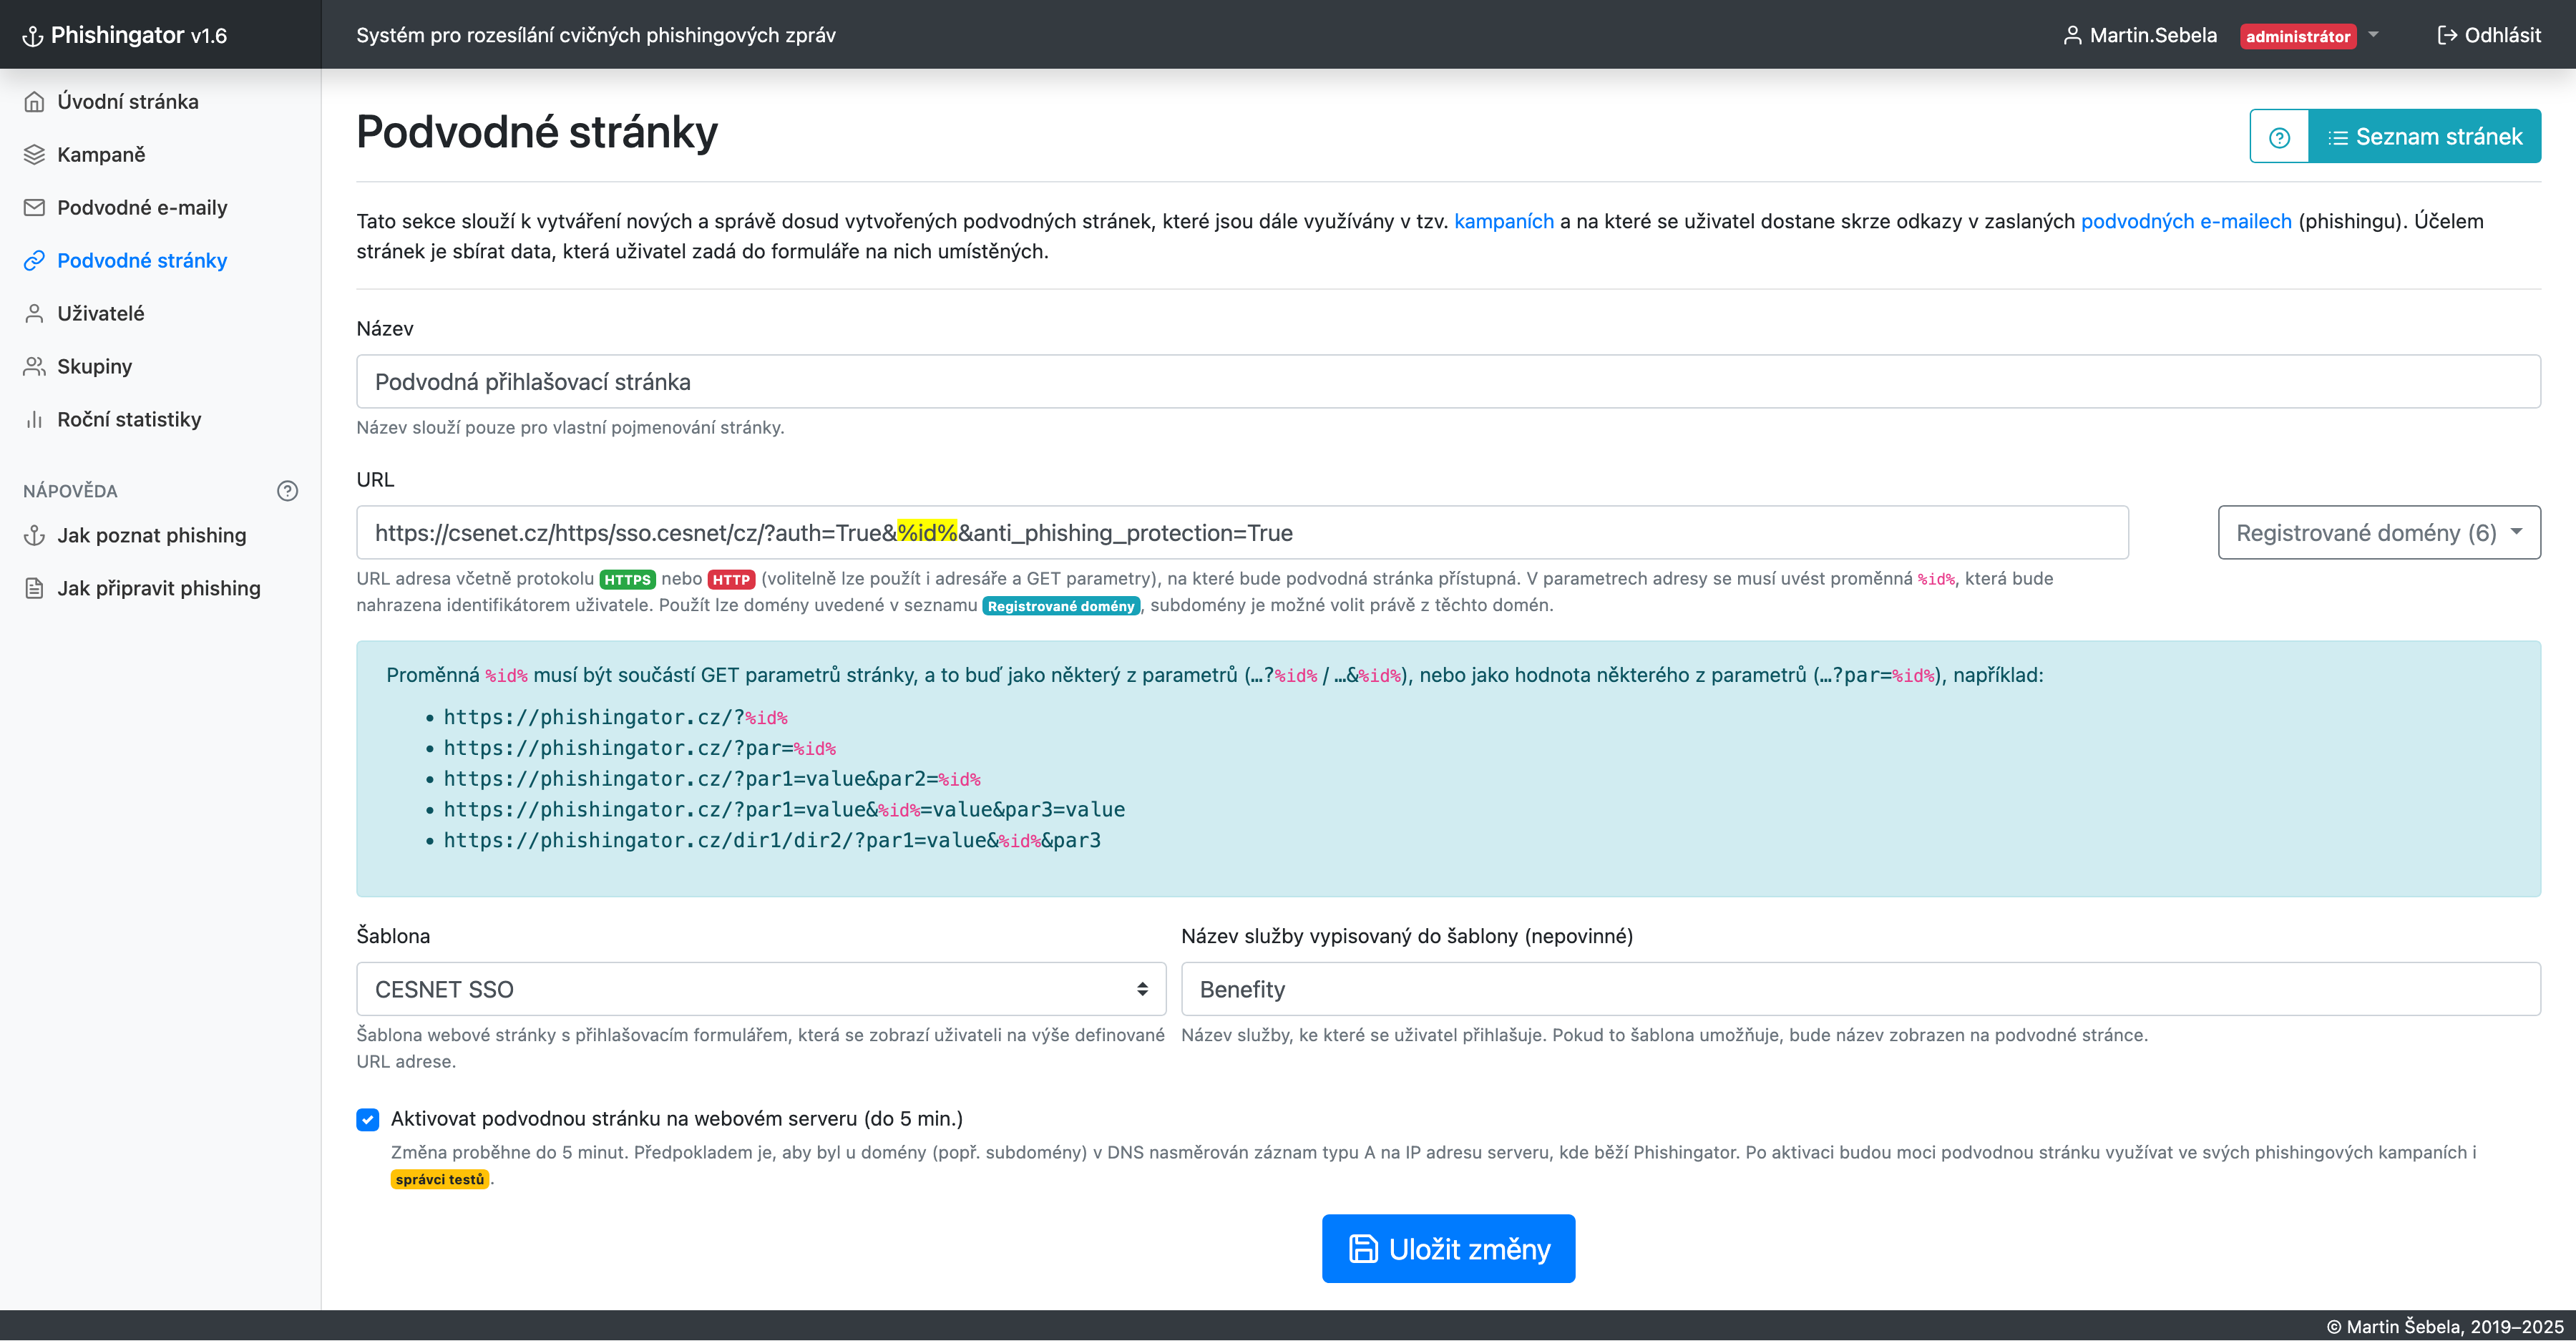 Phishingator v1.6
Systém pro rozesílání cvičných phishingových zpráv
Martin.Sebela administrátor
Odhlásit
Úvodní stránka
Kampaně
Podvodné e-maily
Podvodné stránky
Uživatelé
Skupiny
Roční statistiky
NÁPOVĚDA
Jak poznat phishing
Jak připravit phishing
Podvodné stránky
Seznam stránek
Tato sekce slouží k vytváření nových a správě dosud vytvořených podvodných stránek, které jsou dále využívány v tzv. kampaních a na které se uživatel dostane skrze odkazy v zaslaných podvodných e-mailech (phishingu). Účelem
stránek je sbírat data, která uživatel zadá do formuláře na nich umístěných.
Název
Podvodná přihlašovací stránka
Název slouží pouze pro vlastní pojmenování stránky.
URL
https://csenet.cz/https/sso.cesnet/cz/?auth=True&%id%&anti_phishing_protection=True
Registrované domény (6)
URL adresa včetně protokolu HTTPS nebo HTTP (volitelně lze použít i adresáře a GET parametry), na které bude podvodná stránka přístupná. V parametrech adresy se musí uvést proměnná %id%, která bude
nahrazena identifikátorem uživatele. Použít lze domény uvedené v seznamu Registrované domény, subdomény je možné volit právě z těchto domén.
Proměnná %id% musí být součástí GET parametrů stránky, a to buď jako některý z parametrů (…?%id% / …&%id%), nebo jako hodnota některého z parametrů (…?par=%id%), například:
• https://phishingator.cz/?%id%
• https://phishingator.cz/?par=%id%
• https://phishingator.cz/?par1=value&par2=%id%
• https://phishingator.cz/?par1=value&%id%=value&par3=value
• https://phishingator.cz/dir1/dir2/?par1=value&%id%&par3
Šablona
CESNET SSO
Šablona webové stránky s přihlašovacím formulářem, která se zobrazí uživateli na výše definované
URL adrese.
Název služby vypisovaný do šablony (nepovinné)
Benefity
Název služby, ke které se uživatel přihlašuje. Pokud to šablona umožňuje, bude název zobrazen na podvodné stránce.
Aktivovat podvodnou stránku na webovém serveru (do 5 min.)
Změna proběhne do 5 minut. Předpokladem je, aby byl u domény (popř. subdomény) v DNS nasměrován záznam typu A na IP adresu serveru, kde běží Phishingator. Po aktivaci budou moci podvodnou stránku využívat ve svých phishingových kampaních i
správci testů.
Uložit změny
© Martin Šebela, 2019–2025